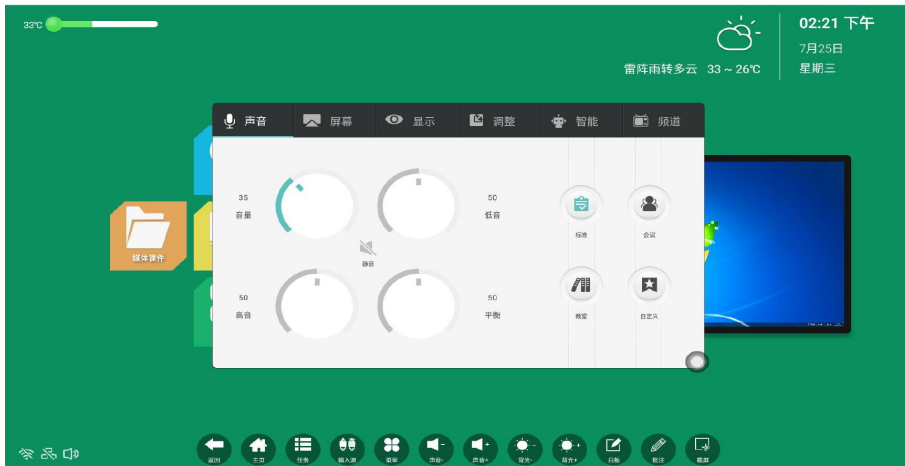 33℃
02:21 下午
7月25日
星期三
雷阵雨转多云 33 ~ 26℃
声音
屏幕
显示
调整
智能
频道
35
音量
50
低音
静音
50
高音
50
平衡
标准
会议
教室
自定义
媒体课件
返回
主页
任务
输入源
菜单
声音-
声音+
背光-
背光+
白板
批注
截屏